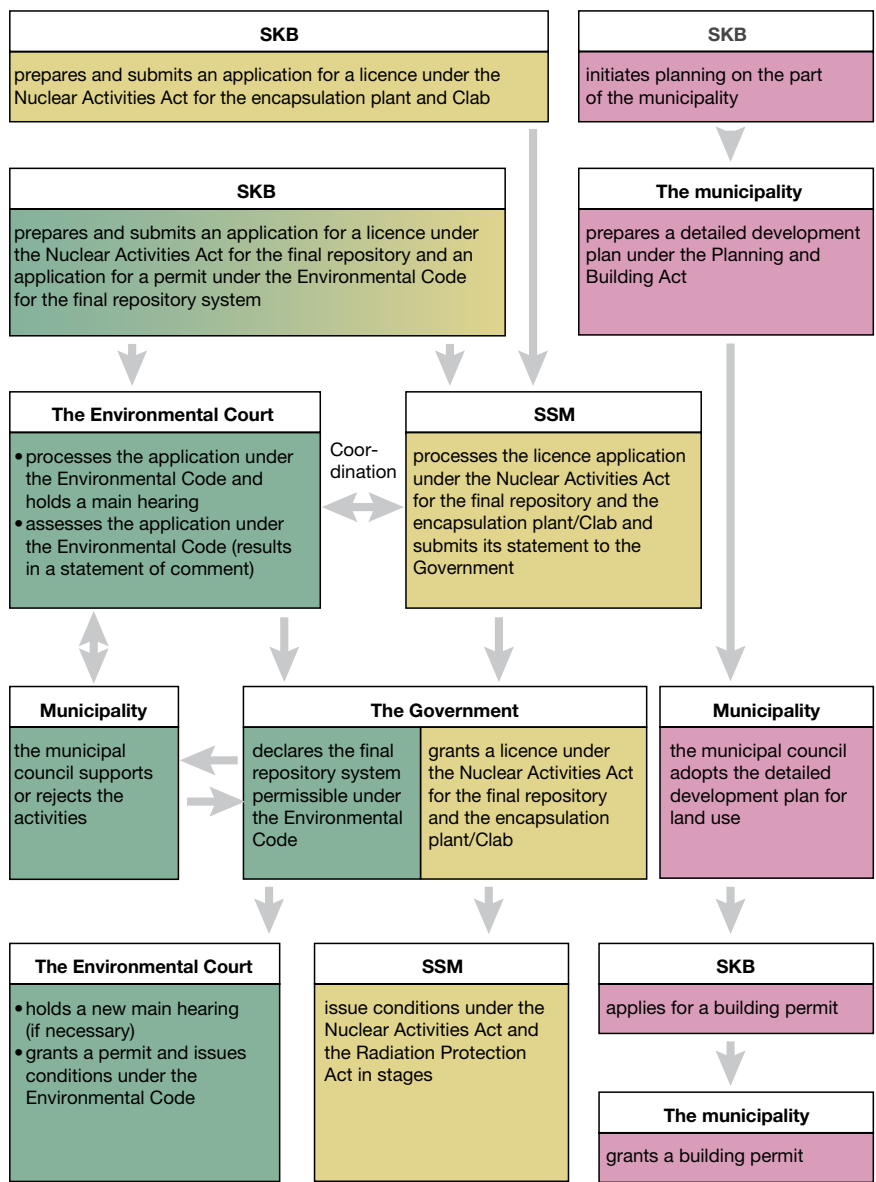 SKB
prepares and submits an application for a licence under the
Nuclear Activities Act for the encapsulation plant and Clab
SKB
initiates planning on the part
of the municipality
SKB
prepares and submits an application for a licence under
the Nuclear Activities Act for the final repository and an
application for a permit under the Environmental Code
for the final repository system
The municipality
prepares a detailed development
plan under the Planning and
Building Act
The Environmental Court
• processes the application under
the Environmental Code and
holds a main hearing
• assesses the application under
the Environmental Code (results
in a statement of comment)
Coor-
dination
SSM
processes the licence application
under the Nuclear Activities Act
for the final repository and the
encapsulation plant/Clab and
submits its statement to the
Government
Municipality
the municipal
council supports
or rejects the
activities
The Government
declares the final
repository system
permissible under
the Environmental
Code
grants a licence under
the Nuclear Activities Act
for the final repository
and the encapsulation
plant/Clab
Municipality
the municipal council
adopts the detailed
development plan for
land use
The Environmental Court
• holds a new main hearing
(if necessary)
• grants a permit and issues
conditions under the
Environmental Code
SSM
issue conditions under the
Nuclear Activities Act and
the Radiation Protection
Act in stages
SKB
applies for a building permit
The municipality
grants a building permit